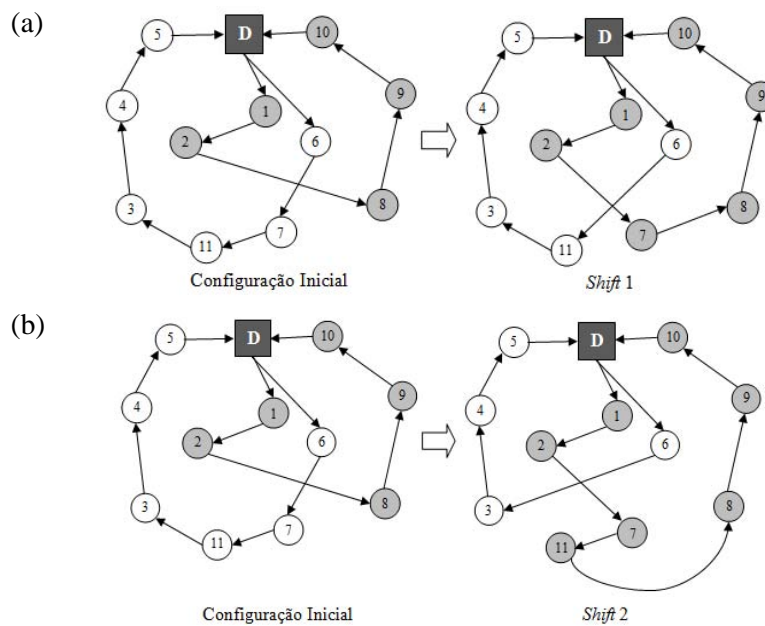 (a)
5 D 10 5 D 10
4 1 9 4 1 9
2 6 2 6
3 8 3 8
11 7 11 7
Configuração Inicial Shift 1
(b)
5 D 10 5 D 10
4 1 9 4 1 9
2 6 2 6
3 8 3 8
11 7 11 7
Configuração Inicial Shift 2